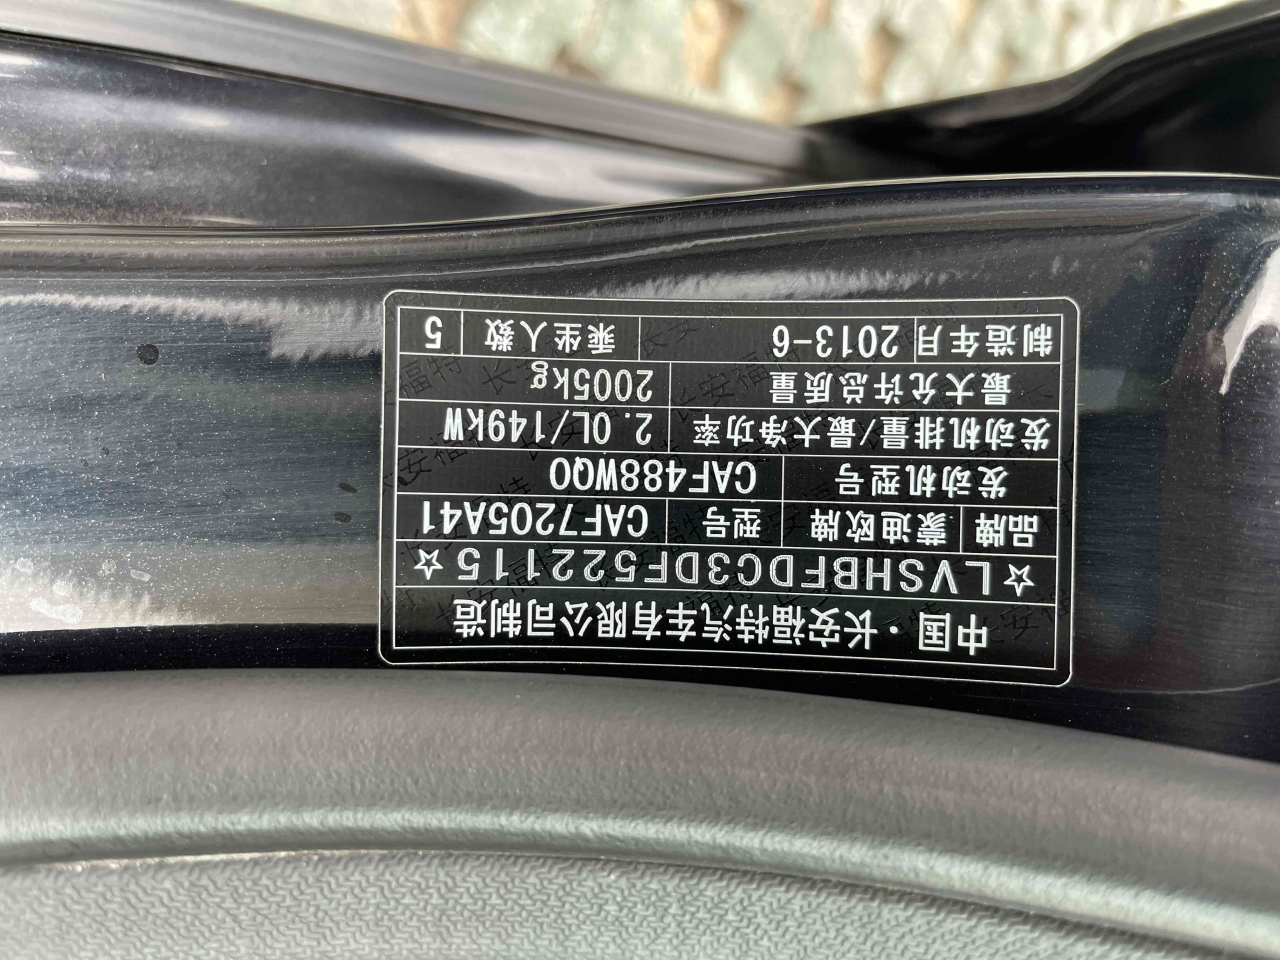 中国·长安福特汽车有限公司制造
☆LVSHBFDC3DF522115☆
品牌 蒙迪欧牌 型号 CAF7205A41
发动机型号 CAF488WQ0
发动机排量/最大净功率 2.0L/149kW
最大允许总质量 2005kg
制造年月 2013-6 乘坐人数 5